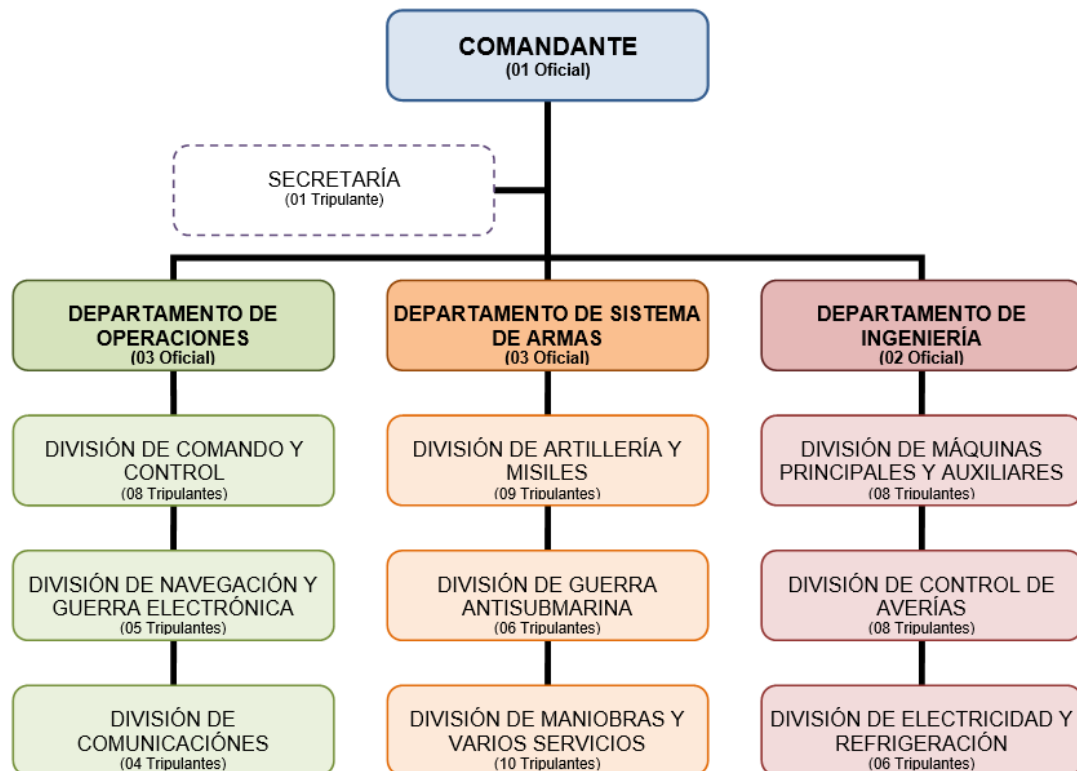 COMANDANTE
(01 Oficial)
SECRETARÍA
(01 Tripulante)
DEPARTAMENTO DE
OPERACIONES
(03 Oficial)
DIVISIÓN DE COMANDO Y
CONTROL
(08 Tripulantes)
DIVISIÓN DE NAVEGACIÓN Y
GUERRA ELECTRÓNICA
(05 Tripulantes)
DIVISIÓN DE
COMUNICACIÓNES
(04 Tripulantes)
DEPARTAMENTO DE SISTEMA
DE ARMAS
(03 Oficial)
DIVISIÓN DE ARTILLERÍA Y
MISILES
(09 Tripulantes)
DIVISIÓN DE GUERRA
ANTISUBMARINA
(06 Tripulantes)
DIVISIÓN DE MANIOBRAS Y
VARIOS SERVICIOS
(10 Tripulantes)
DEPARTAMENTO DE
INGENIERÍA
(02 Oficial)
DIVISIÓN DE MÁQUINAS
PRINCIPALES Y AUXILIARES
(08 Tripulantes)
DIVISIÓN DE CONTROL DE
AVERÍAS
(08 Tripulantes)
DIVISIÓN DE ELECTRICIDAD Y
REFRIGERACIÓN
(06 Tripulantes)